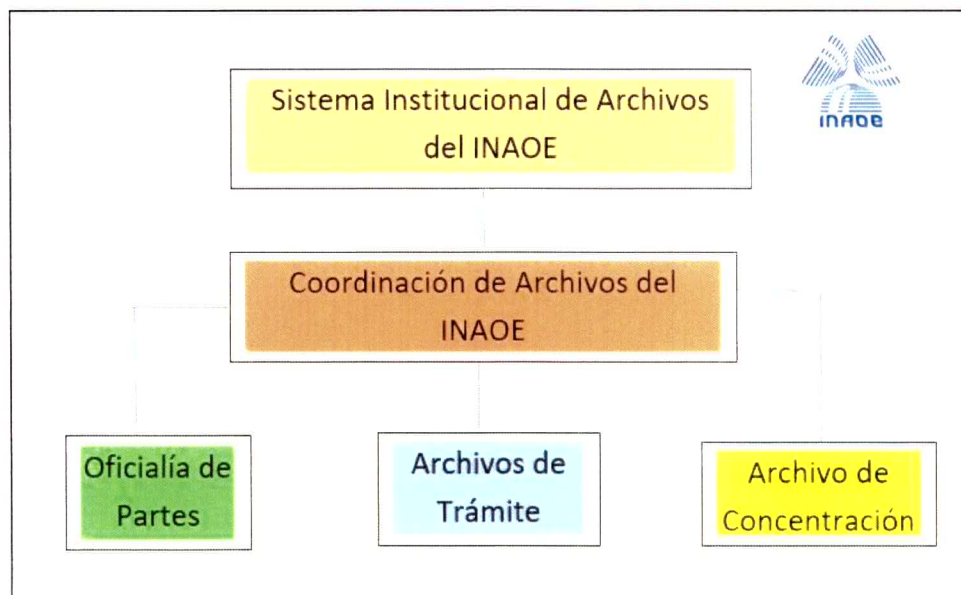 Sistema Institucional de Archivos
del INAOE
INAOE
Coordinación de Archivos del
INAOE
Oficialía de
Partes
Archivos de
Trámite
Archivo de
Concentración